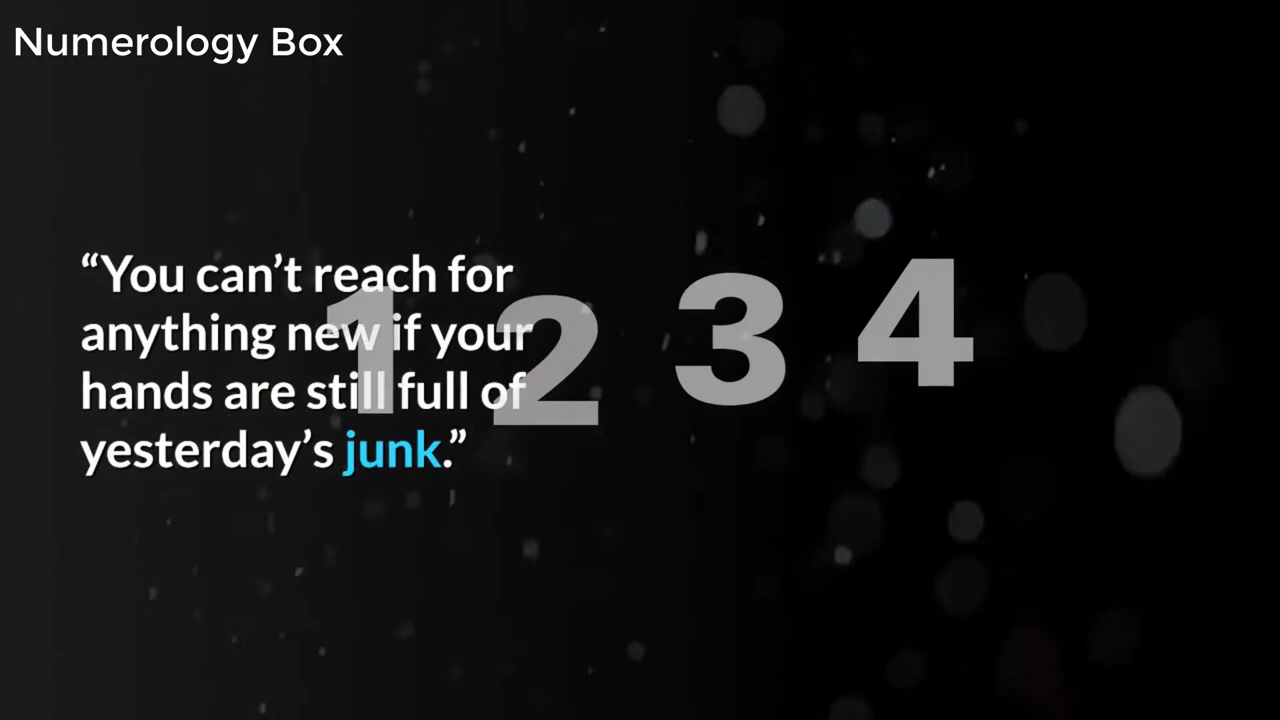 Numerology Box
“You can’t reach for
anything new if your
hands are still full of
yesterday’s junk.”
1 2 3 4